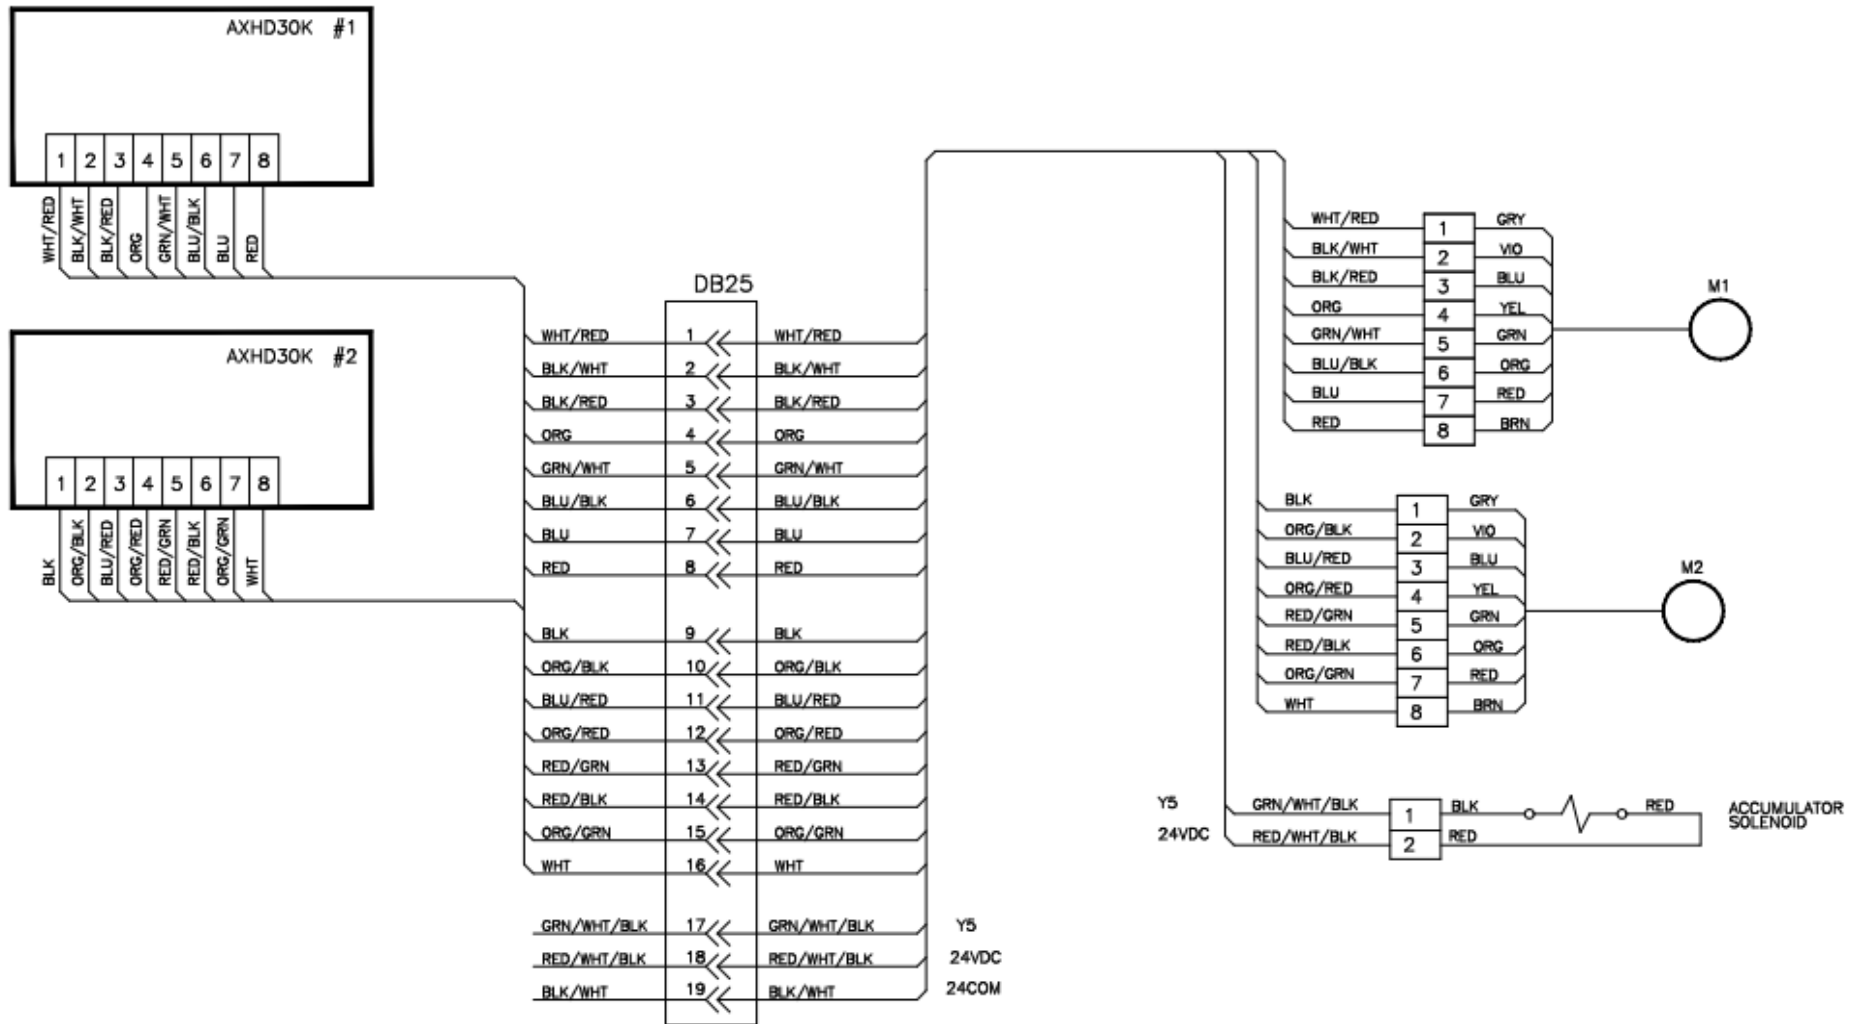 AXHD30K #1
1 2 3 4 5 6 7 8
WHT/RED
BLK/WHT
BLK/RED
ORG
GRN/WHT
BLU/BLK
BLU
RED
AXHD30K #2
1 2 3 4 5 6 7 8
BLK
ORG/BLK
BLU/RED
ORG/RED
RED/GRN
RED/BLK
ORG/GRN
WHT
DB25
WHT/RED 1 WHT/RED
BLK/WHT 2 BLK/WHT
BLK/RED 3 BLK/RED
ORG 4 ORG
GRN/WHT 5 GRN/WHT
BLU/BLK 6 BLU/BLK
BLU 7 BLU
RED 8 RED
BLK 9 BLK
ORG/BLK 10 ORG/BLK
BLU/RED 11 BLU/RED
ORG/RED 12 ORG/RED
RED/GRN 13 RED/GRN
RED/BLK 14 RED/BLK
ORG/GRN 15 ORG/GRN
WHT 16 WHT
GRN/WHT/BLK 17 GRN/WHT/BLK Y5
RED/WHT/BLK 18 RED/WHT/BLK 24VDC
BLK/WHT 19 BLK/WHT 24COM
WHT/RED 1 GRY
BLK/WHT 2 VIO
BLK/RED 3 BLU
ORG 4 YEL
GRN/WHT 5 GRN
BLU/BLK 6 ORG
BLU 7 RED
RED 8 BRN
M1
BLK 1 GRY
ORG/BLK 2 VIO
BLU/RED 3 BLU
ORG/RED 4 YEL
RED/GRN 5 GRN
RED/BLK 6 ORG
ORG/GRN 7 RED
WHT 8 BRN
M2
Y5 GRN/WHT/BLK 1 BLK RED
24VDC RED/WHT/BLK 2 RED
ACCUMULATOR
SOLENOID